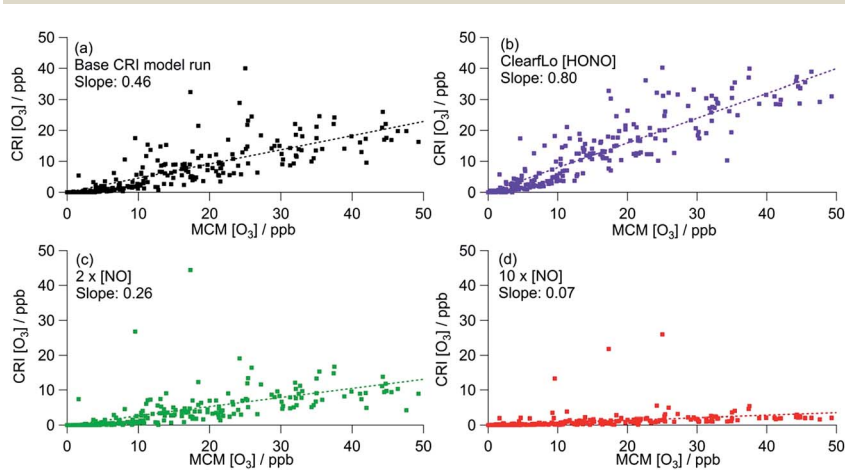 (a)
Base CRI model run
Slope: 0.46
50
40
30
20
10
0
CRI [O3] / ppb
0 10 20 30 40 50
MCM [O3] / ppb
(b)
ClearfLo [HONO]
Slope: 0.80
50
40
30
20
10
0
CRI [O3] / ppb
0 10 20 30 40 50
MCM [O3] / ppb
(c)
2 x [NO]
Slope: 0.26
50
40
30
20
10
0
CRI [O3] / ppb
0 10 20 30 40 50
MCM [O3] / ppb
(d)
10 x [NO]
Slope: 0.07
50
40
30
20
10
0
CRI [O3] / ppb
0 10 20 30 40 50
MCM [O3] / ppb